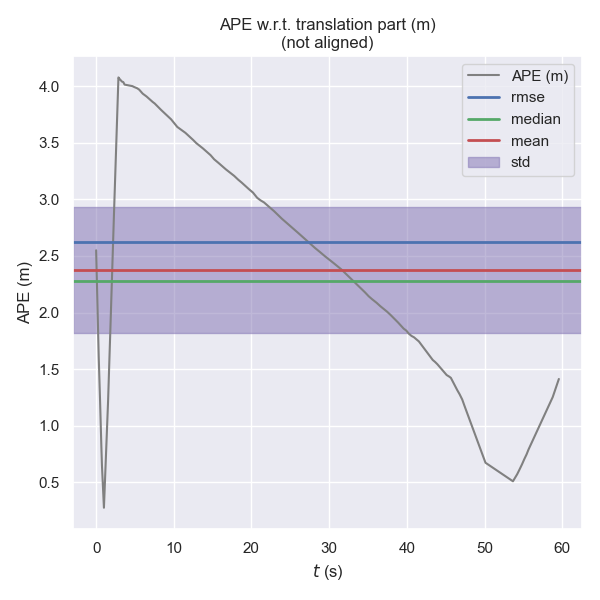 APE w.r.t. translation part (m)
(not aligned)
APE (m)
rmse
median
mean
std
APE (m)
4.0
3.5
3.0
2.5
2.0
1.5
1.0
0.5
0 10 20 30 40 50 60
t (s)